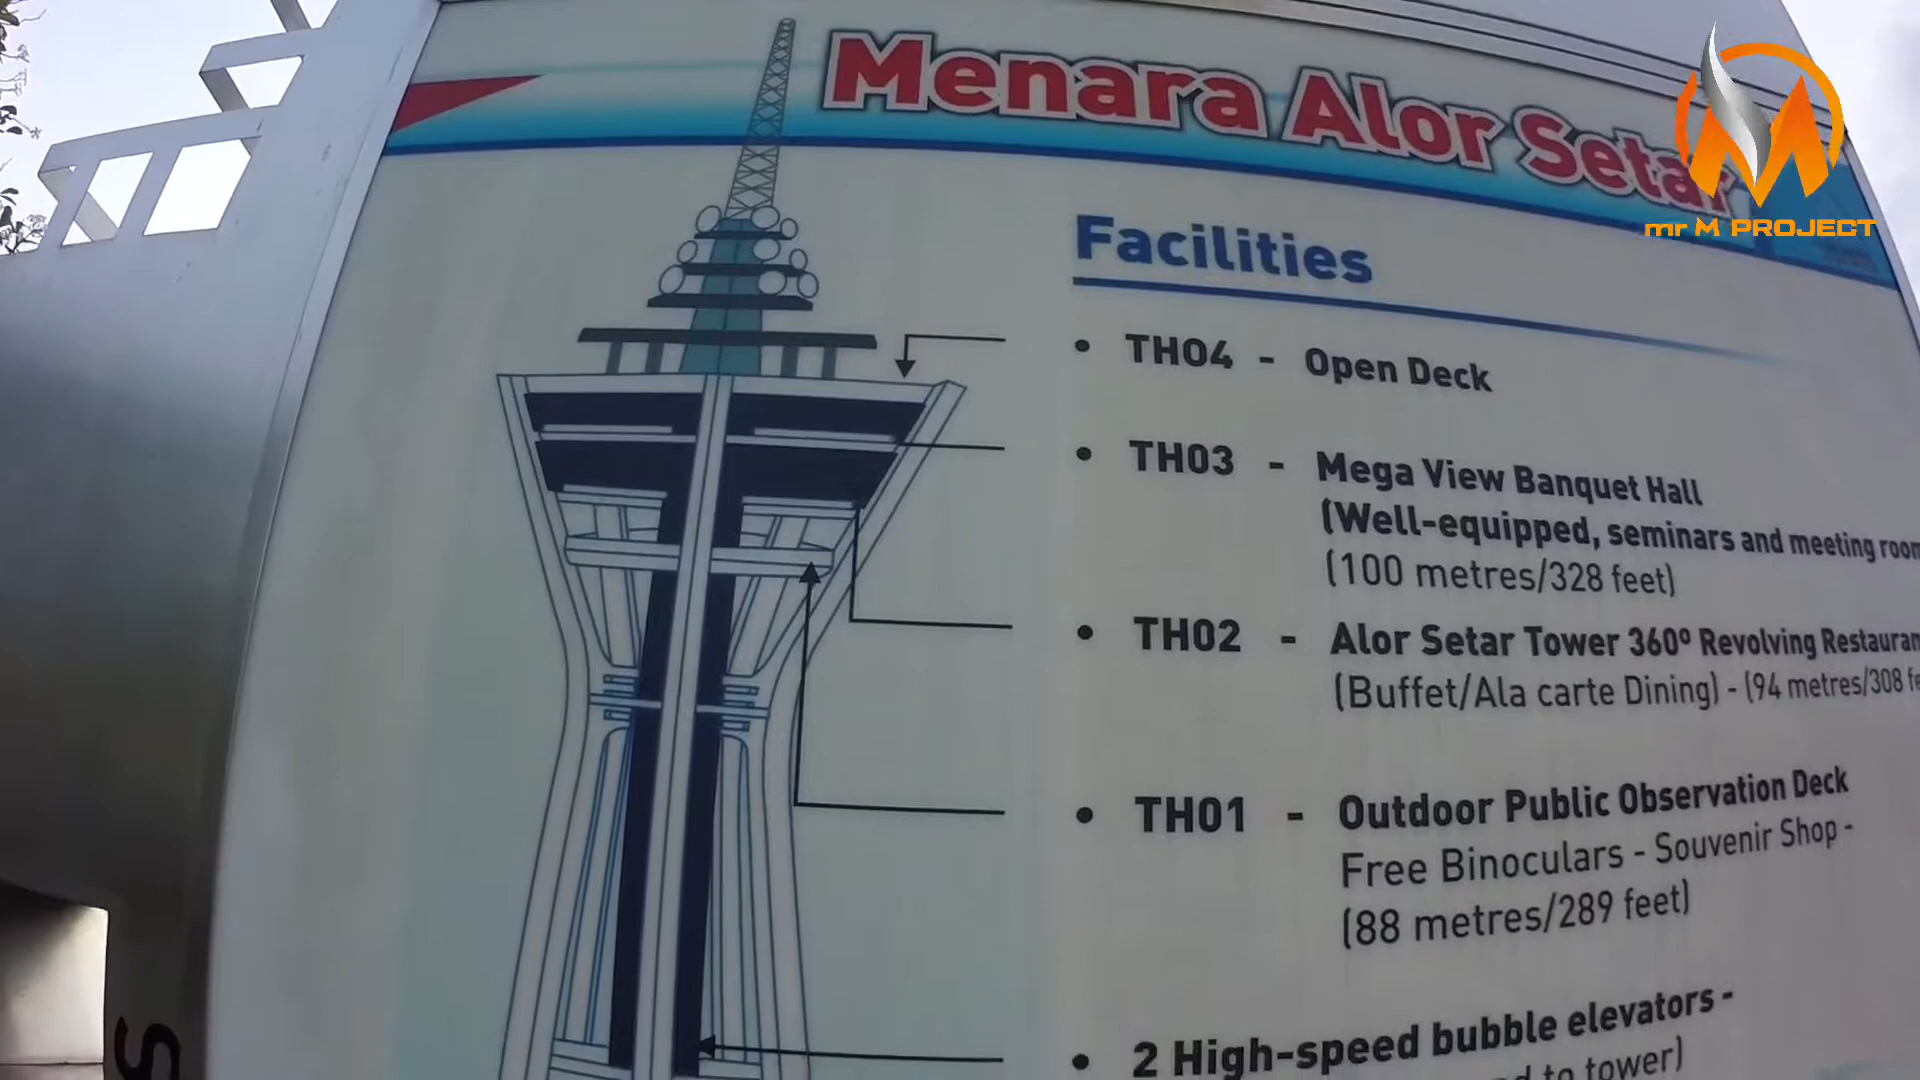 Menara Alor Setar
mr M PROJECT
Facilities
• TH04 - Open Deck
• TH03 - Mega View Banquet Hall
(Well-equipped, seminars and meeting
(100 metres/328 feet)
• TH02 - Alor Setar Tower 360° Revolving
(Buffet/Ala carte Dining) - (94 metres/308
• TH01 - Outdoor Public Observation Deck
Free Binoculars - Souvenir Shop -
(88 metres/289 feet)
• 2 High-speed bubble elevators -
to tower)
S